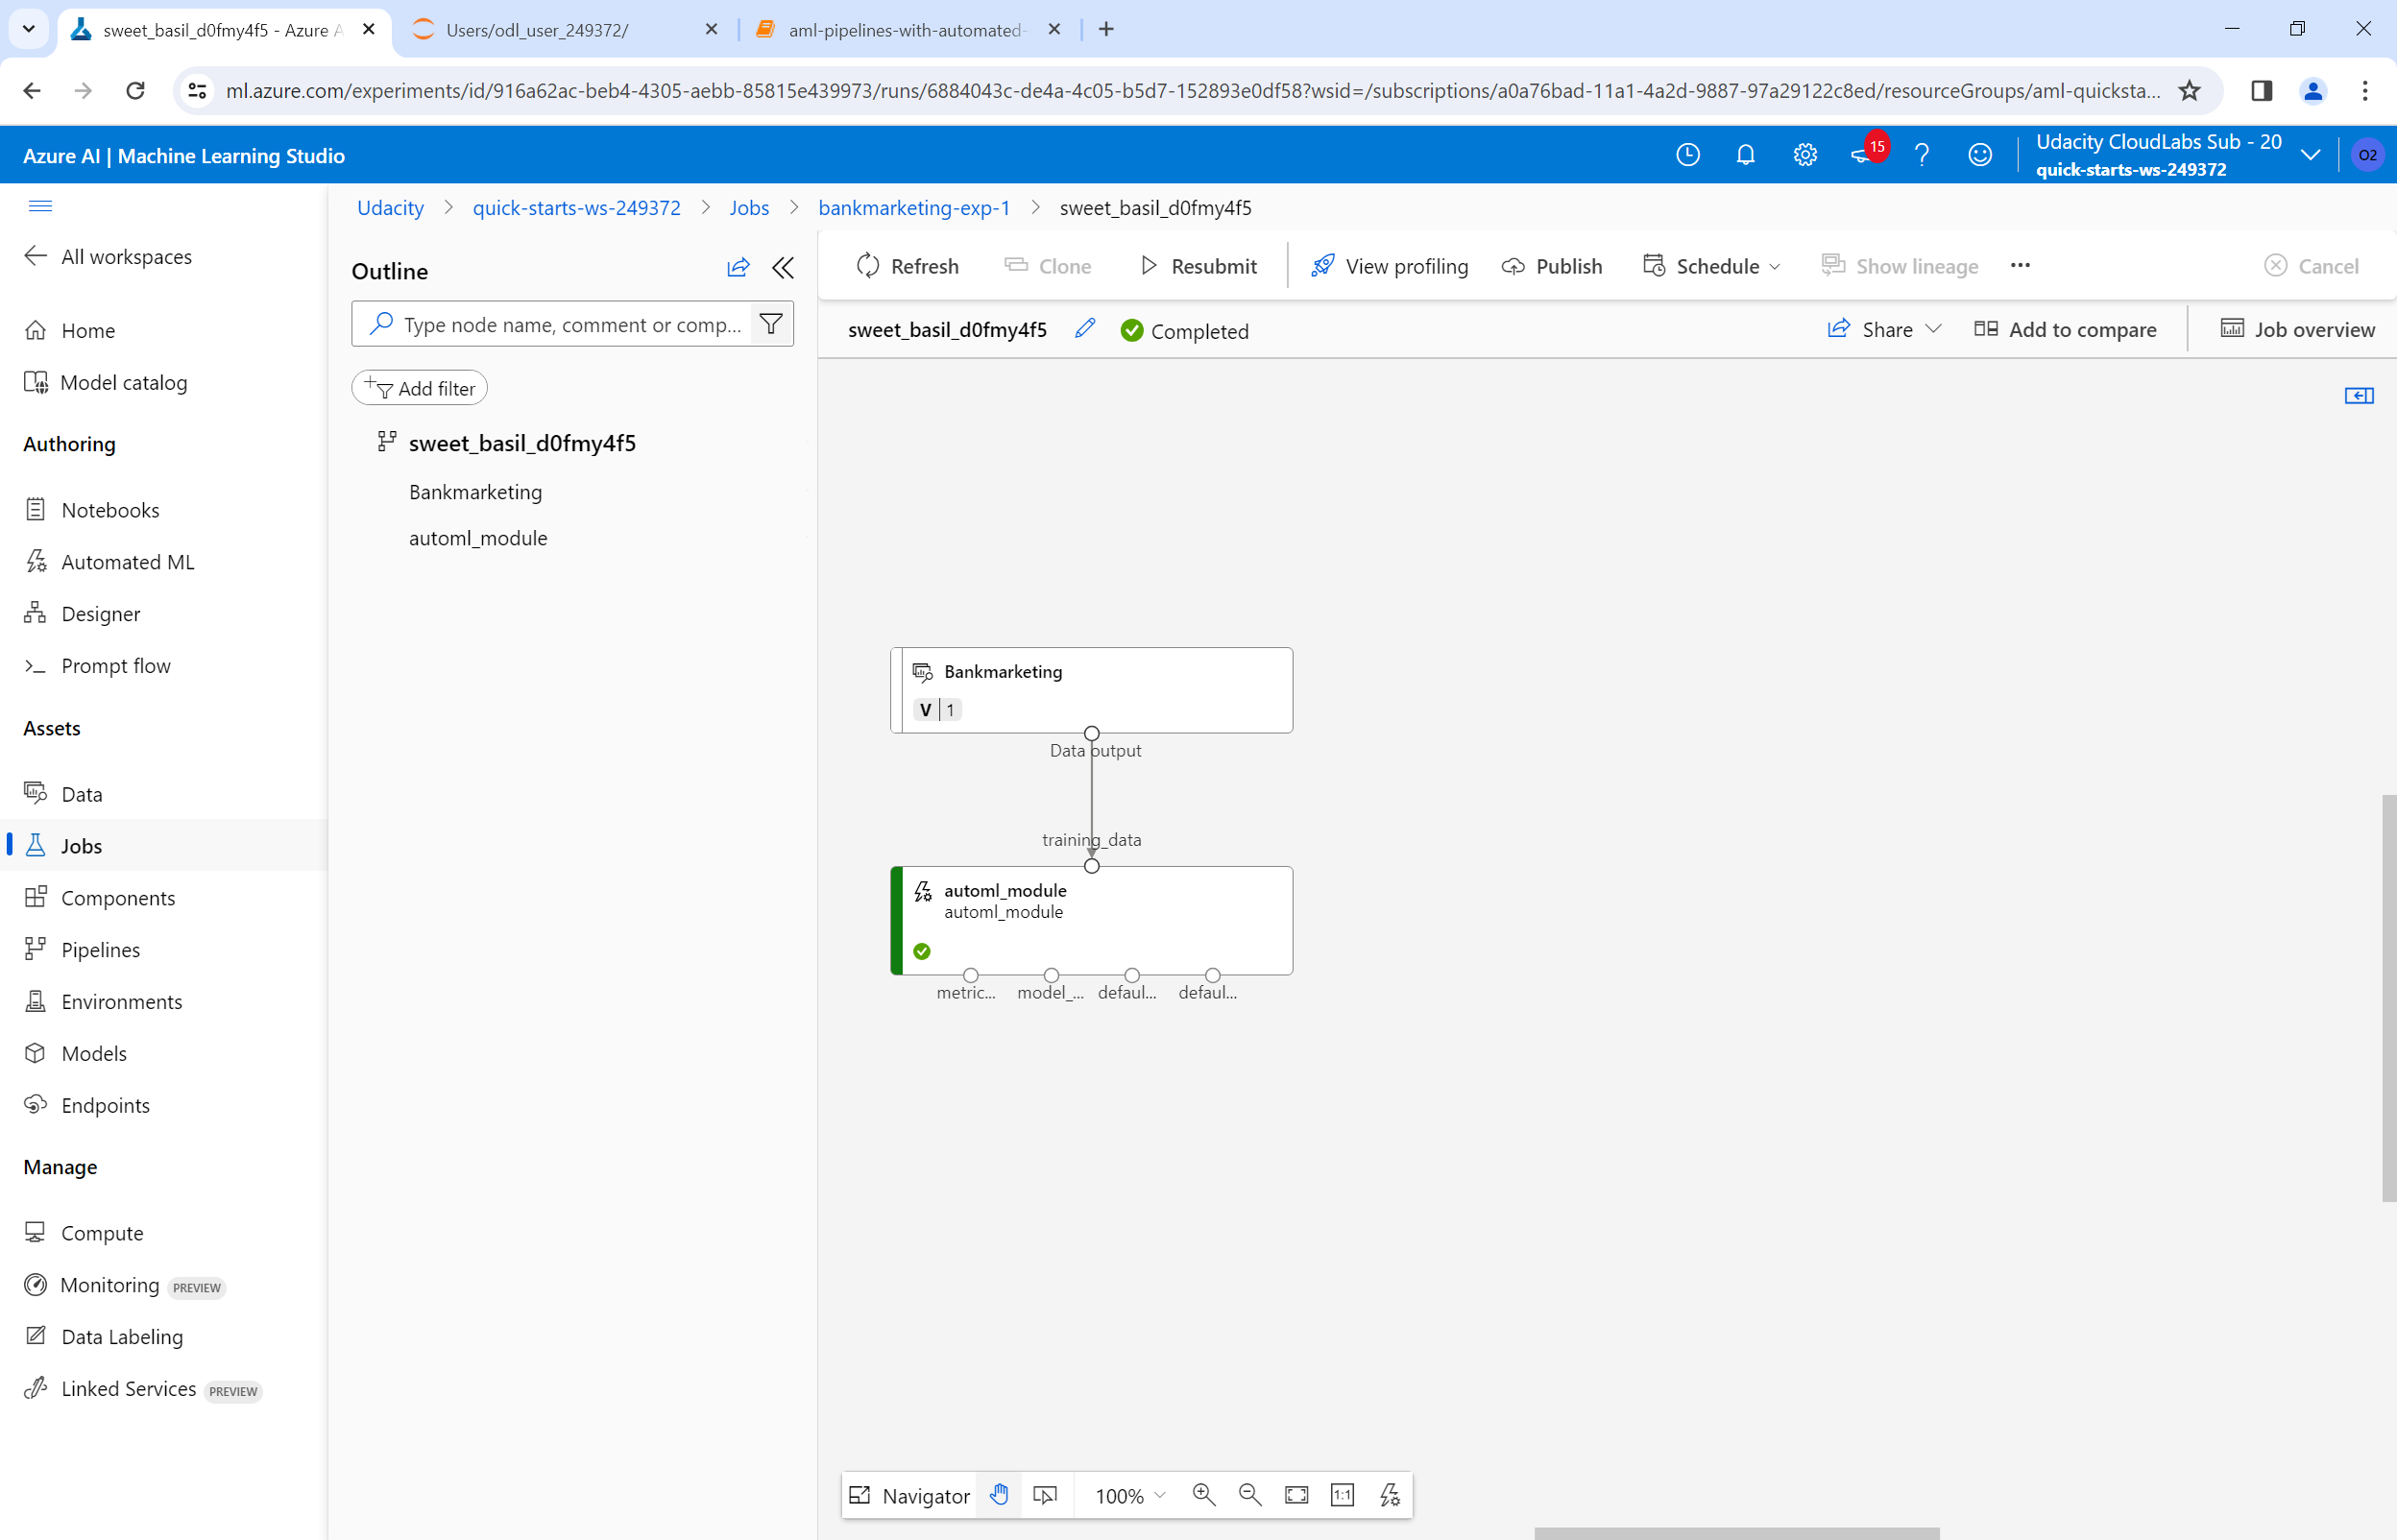 sweet_basil_d0fmy4f5 - Azure A
Users/odl_user_249372/
aml-pipelines-with-automated-
ml.azure.com/experiments/id/916a62ac-beb4-4305-aebb-85815e439973/runs/6884043c-de4a-4c05-b5d7-152893e0df58?wsid=/subscriptions/a0a76bad-11a1-4a2d-9887-97a29122c8ed/resourceGroups/aml-quicksta...
Azure AI | Machine Learning Studio
15
Udacity CloudLabs Sub - 20
quick-starts-ws-249372
O2
Udacity > quick-starts-ws-249372 > Jobs > bankmarketing-exp-1 > sweet_basil_d0fmy4f5
All workspaces
Home
Model catalog
Authoring
Notebooks
Automated ML
Designer
Prompt flow
Assets
Data
Jobs
Components
Pipelines
Environments
Models
Endpoints
Manage
Compute
Monitoring PREVIEW
Data Labeling
Linked Services PREVIEW
Outline
Type node name, comment or comp...
Add filter
sweet_basil_d0fmy4f5
Bankmarketing
automl_module
Refresh Clone Resubmit View profiling Publish Schedule Show lineage ... Cancel
sweet_basil_d0fmy4f5 Completed Share Add to compare Job overview
Bankmarketing
V 1
Data output
training_data
automl_module
automl_module
metric... model_... defaul... defaul...
Navigator 100% 1:1